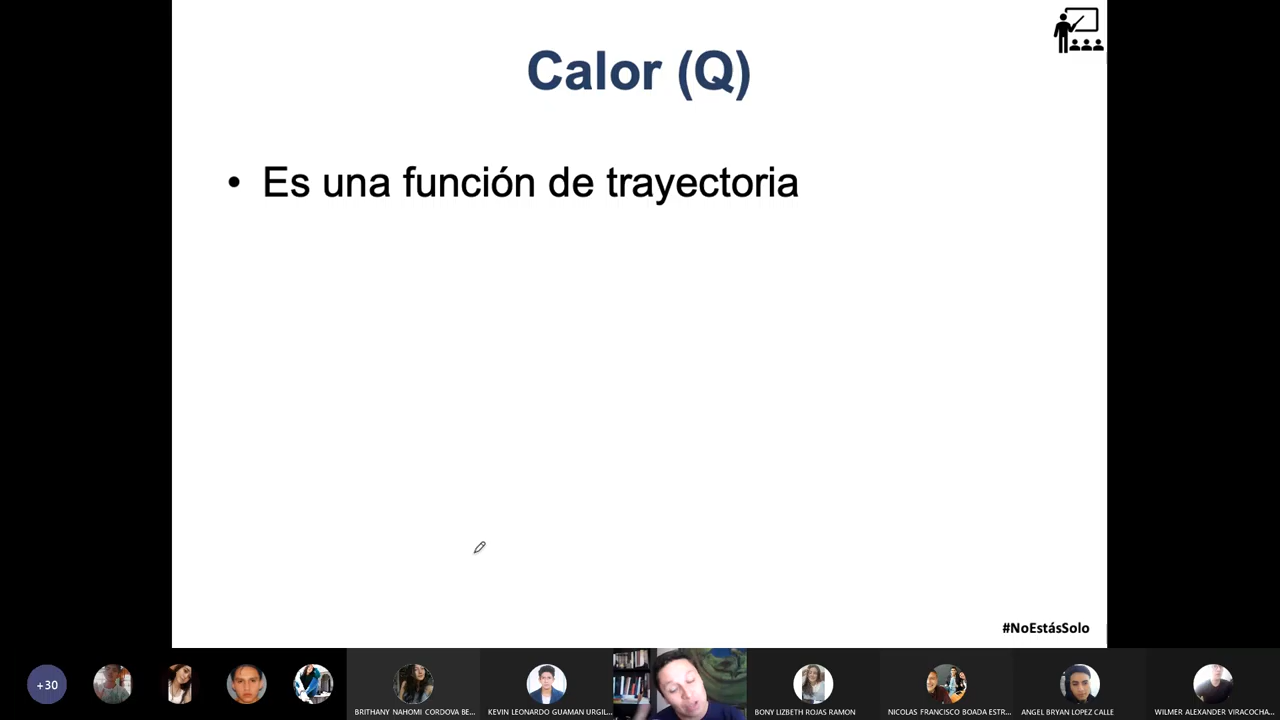 Calor (Q)
• Es una función de trayectoria
#NoEstásSolo
+30
BRITHANY NAHOMI CORDOVA BE...
KEVIN LEONARDO GUAMAN URGIL...
BONY LIZBETH ROJAS RAMON
NICOLAS FRANCISCO BOADA ESTR...
ANGEL BRYAN LOPEZ CALLE
WILMER ALEXANDER VIRACOCHA...